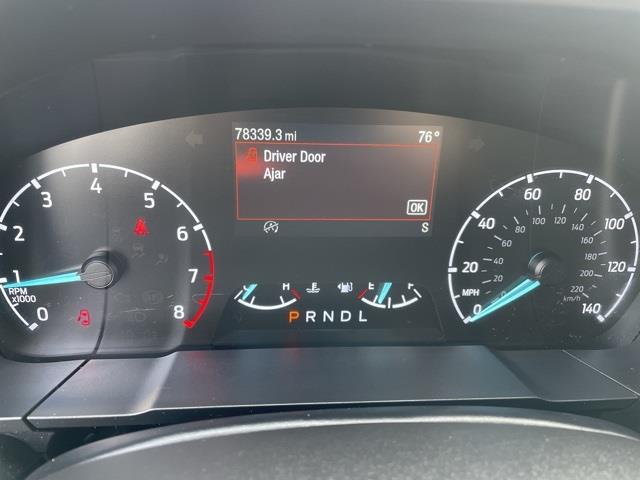 78339.3 mi 76°
Driver Door
Ajar
OK
S
0 1 2 3 4 5 6 7 8
RPM
x1000
H
E F
P R N D L
0 20 40 60 80 100 120 140
MPH
20 40 60 80 100 120 140 160 180 200 220
km/h